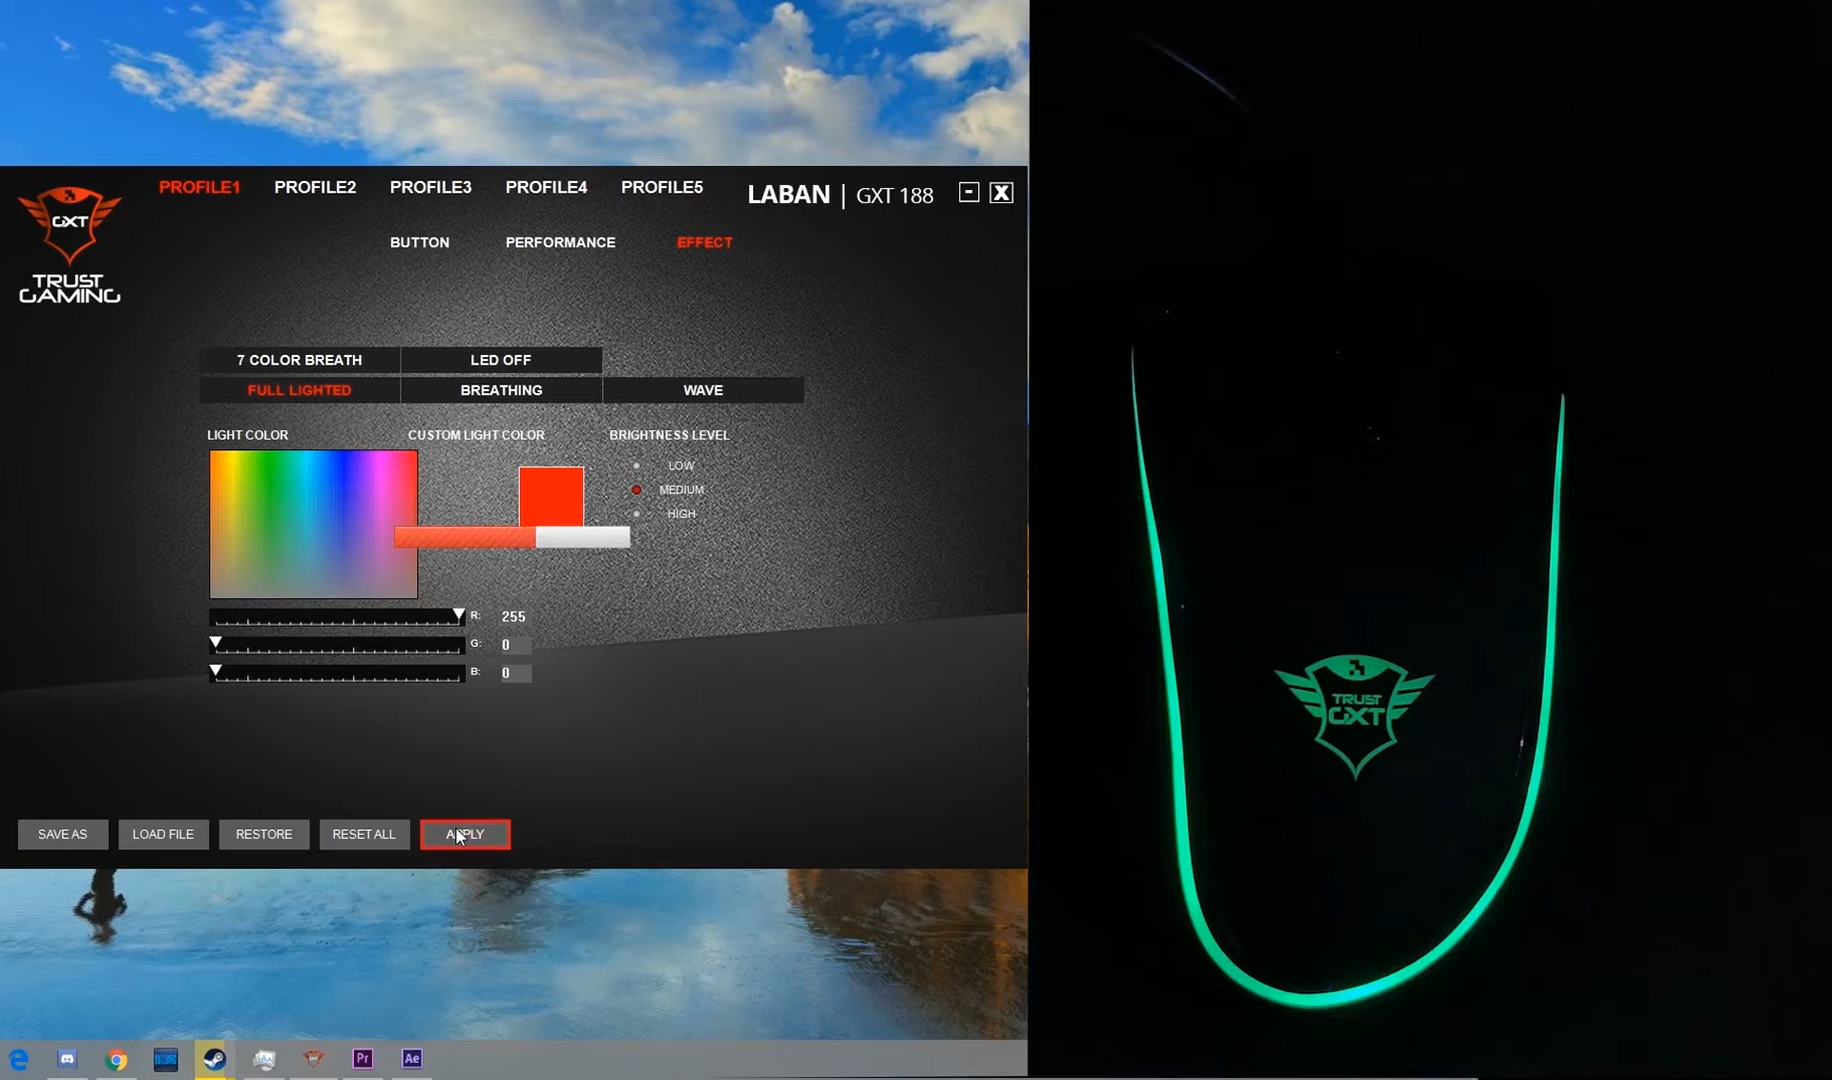 PROFILE1 PROFILE2 PROFILE3 PROFILE4 PROFILE5 LABAN | GXT 188 - X
GXT
TRUST
GAMING
BUTTON PERFORMANCE EFFECT
7 COLOR BREATH LED OFF
FULL LIGHTED BREATHING WAVE
LIGHT COLOR CUSTOM LIGHT COLOR BRIGHTNESS LEVEL
LOW
MEDIUM
HIGH
R: 255
G: 0
B: 0
SAVE AS LOAD FILE RESTORE RESET ALL APPLY
Pr Ae
TRUST
GXT